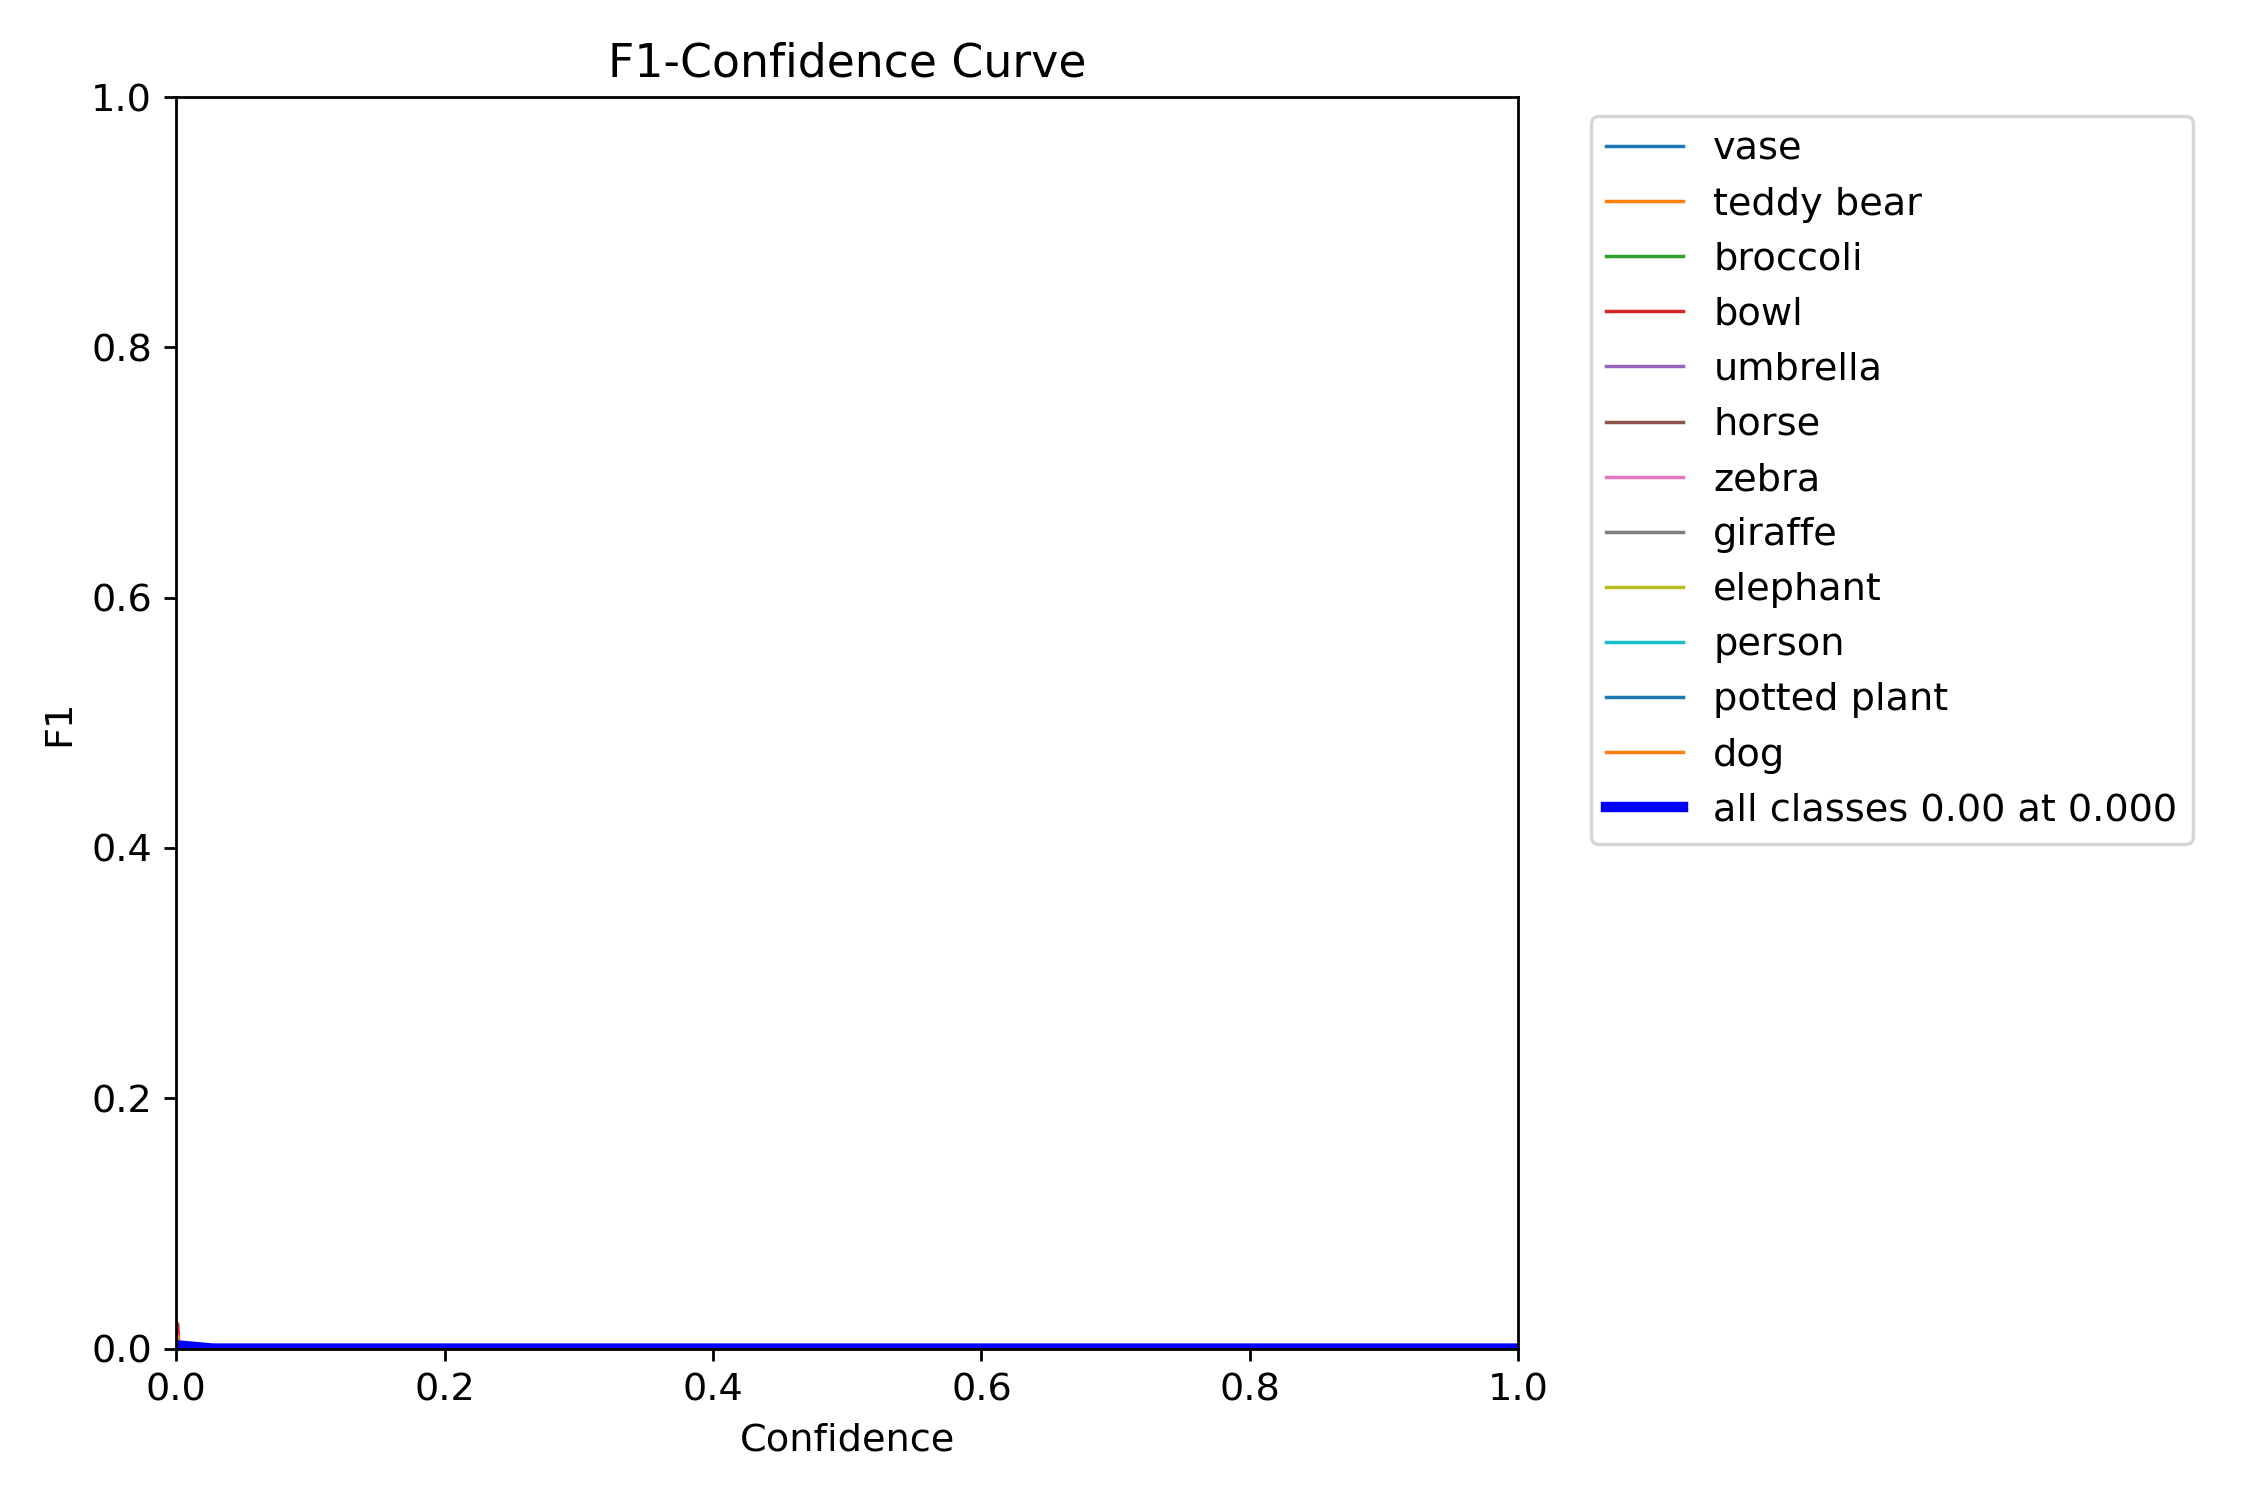 F1-Confidence Curve
1.0
0.8
0.6
0.4
0.2
0.0
F1
0.0 0.2 0.4 0.6 0.8 1.0
Confidence
vase
teddy bear
broccoli
bowl
umbrella
horse
zebra
giraffe
elephant
person
potted plant
dog
all classes 0.00 at 0.000